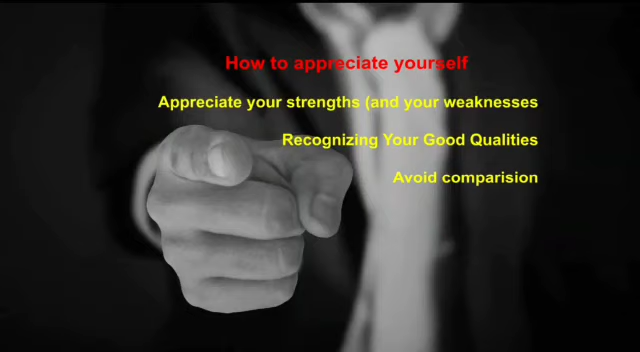 How to appreciate yourself
Appreciate your strengths (and your weaknesses
Recognizing Your Good Qualities
Avoid comparision